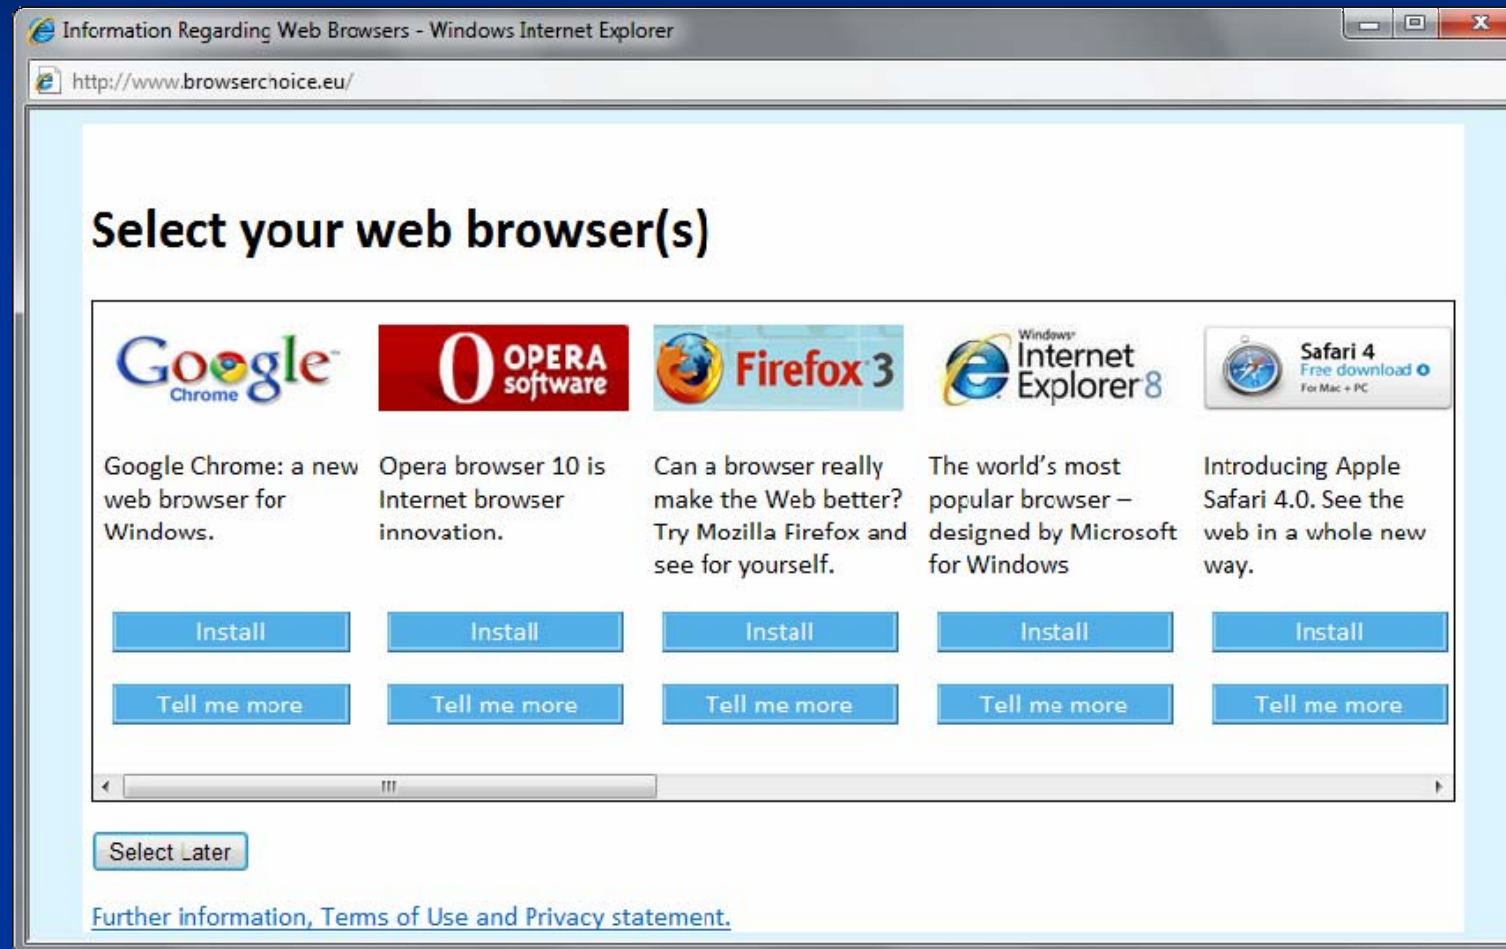 Information Regarding Web Browsers - Windows Internet Explorer
http://www.browserchoice.eu/
Select your web browser(s)
Google™
Chrome
OPERA
software
Firefox 3
Windows
Internet
Explorer 8
Safari 4
Free download
For Mac + PC
Google Chrome: a new
web browser for
Windows.
Opera browser 10 is
Internet browser
innovation.
Can a browser really
make the Web better?
Try Mozilla Firefox and
see for yourself.
The world's most
popular browser –
designed by Microsoft
for Windows
Introducing Apple
Safari 4.0. See the
web in a whole new
way.
Install
Install
Install
Install
Install
Tell me more
Tell me more
Tell me more
Tell me more
Tell me more
Select Later
Further information, Terms of Use and Privacy statement.